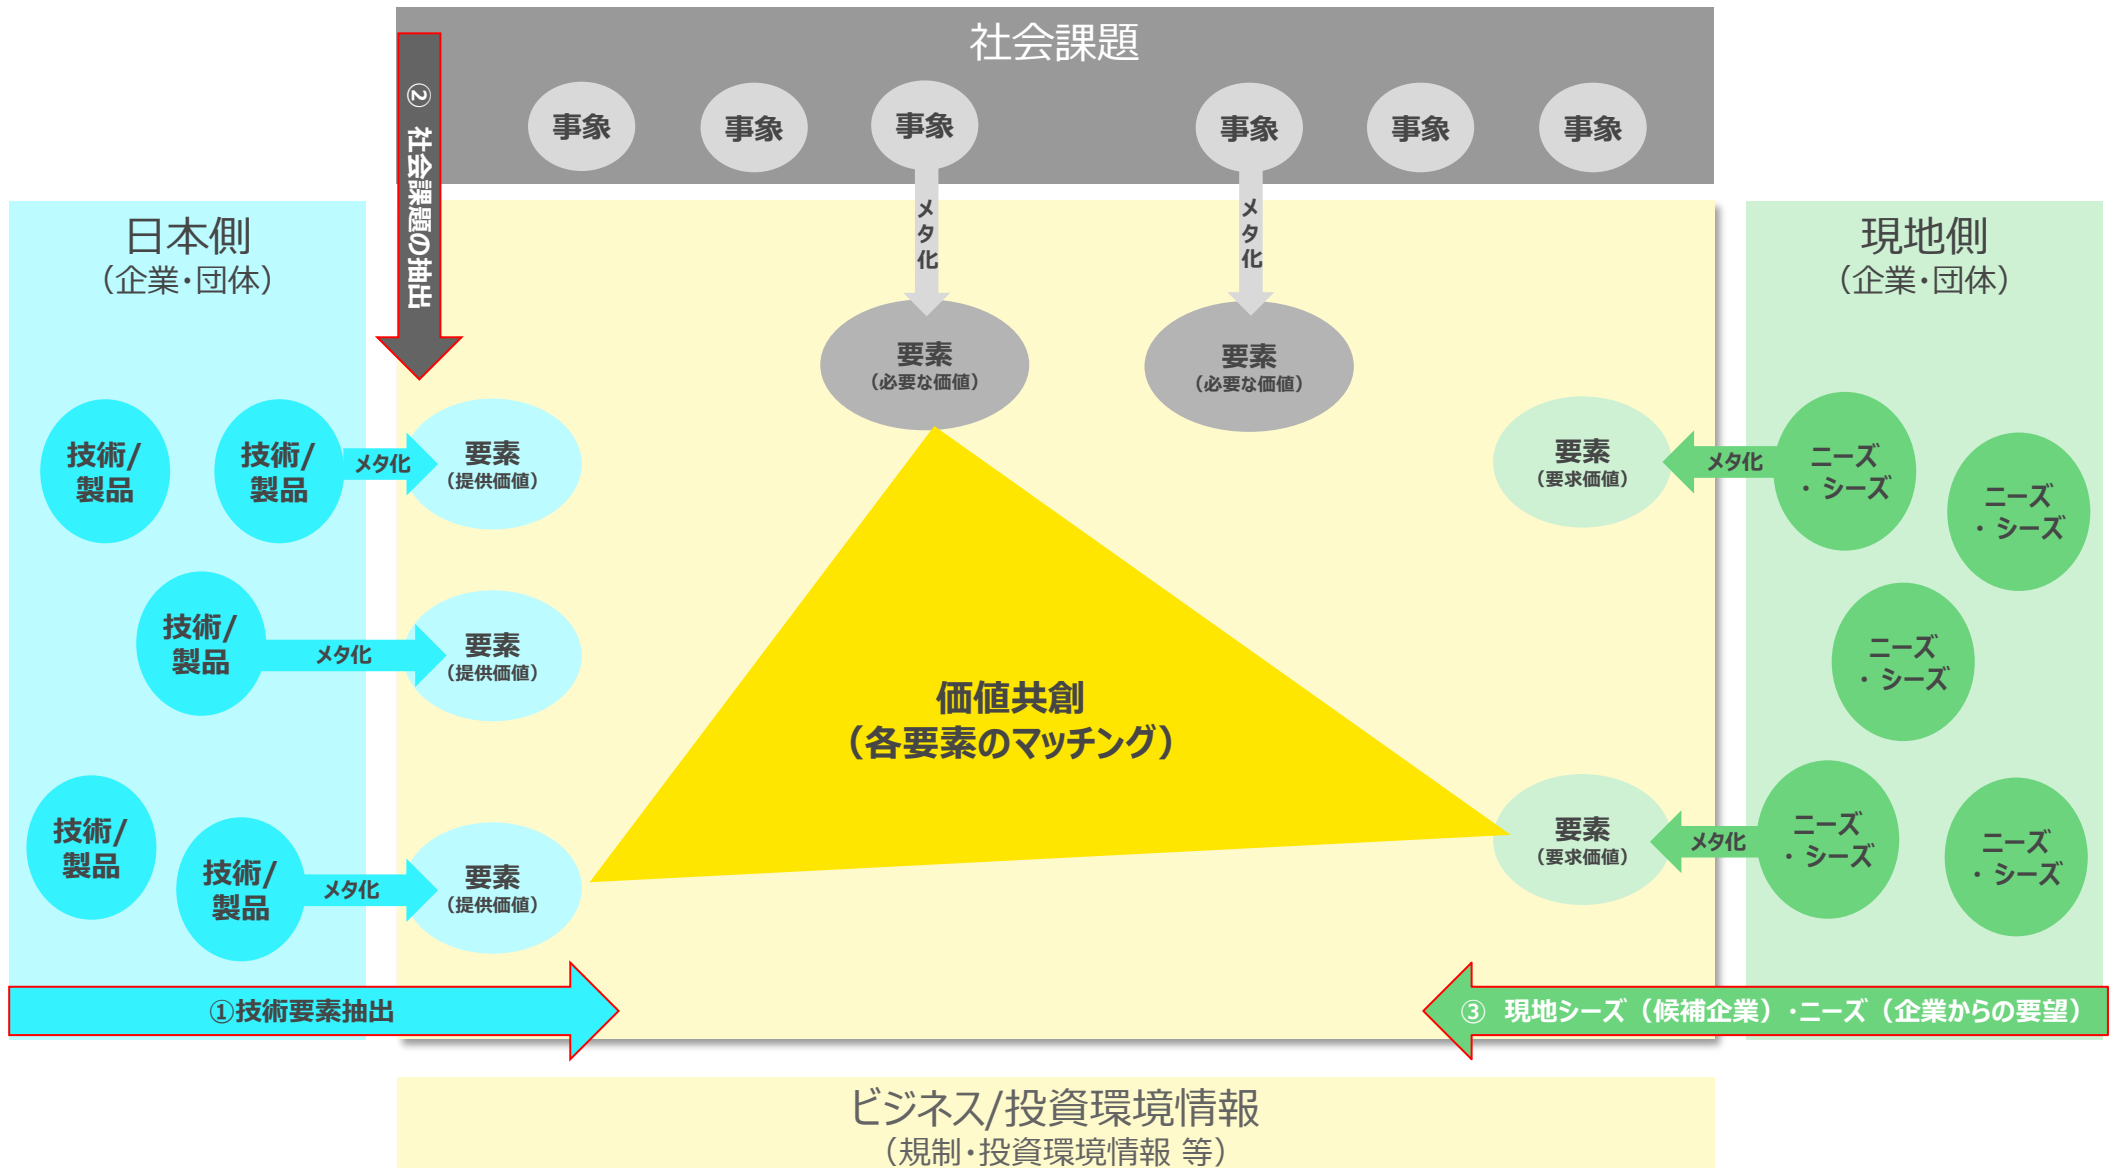 社会課題
事象
事象
事象
事象
事象
事象
② 社会課題の抽出
メタ化
メタ化
日本側
（企業・団体）
現地側
（企業・団体）
要素
（必要な価値）
要素
（必要な価値）
技術/
製品
技術/
製品
メタ化
要素
（提供価値）
技術/
製品
メタ化
要素
（提供価値）
技術/
製品
技術/
製品
メタ化
要素
（提供価値）
価値共創
（各要素のマッチング）
要素
（要求価値）
メタ化
ニーズ
・シーズ
ニーズ
・シーズ
ニーズ
・シーズ
要素
（要求価値）
メタ化
ニーズ
・シーズ
ニーズ
・シーズ
①技術要素抽出
③ 現地シーズ（候補企業）・ニーズ（企業からの要望）
ビジネス/投資環境情報
（規制・投資環境情報 等）